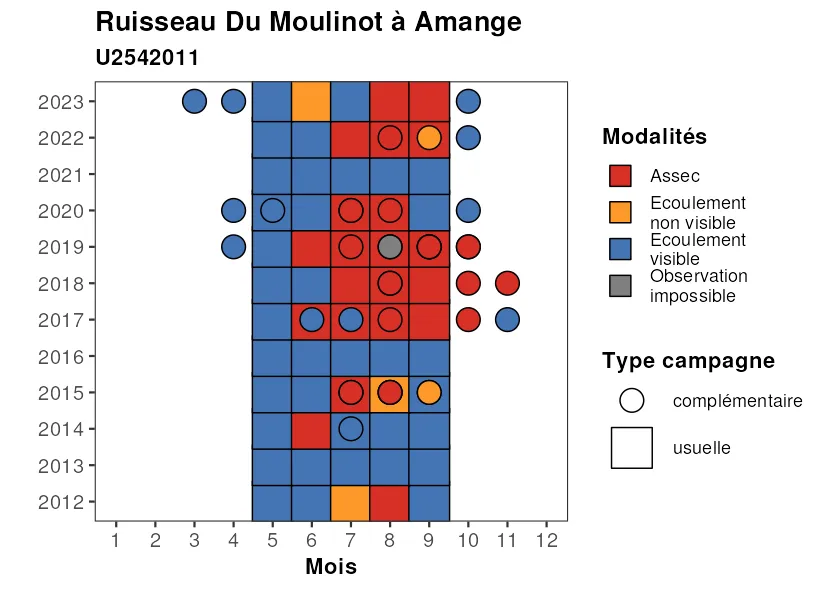 Ruisseau Du Moulinot à Amange
U2542011
2023
2022
2021
2020
2019
2018
2017
2016
2015
2014
2013
2012
1 2 3 4 5 6 7 8 9 10 11 12
Mois
Modalités
Assec
Ecoulement
non visible
Ecoulement
visible
Observation
impossible
Type campagne
complémentaire
usuelle